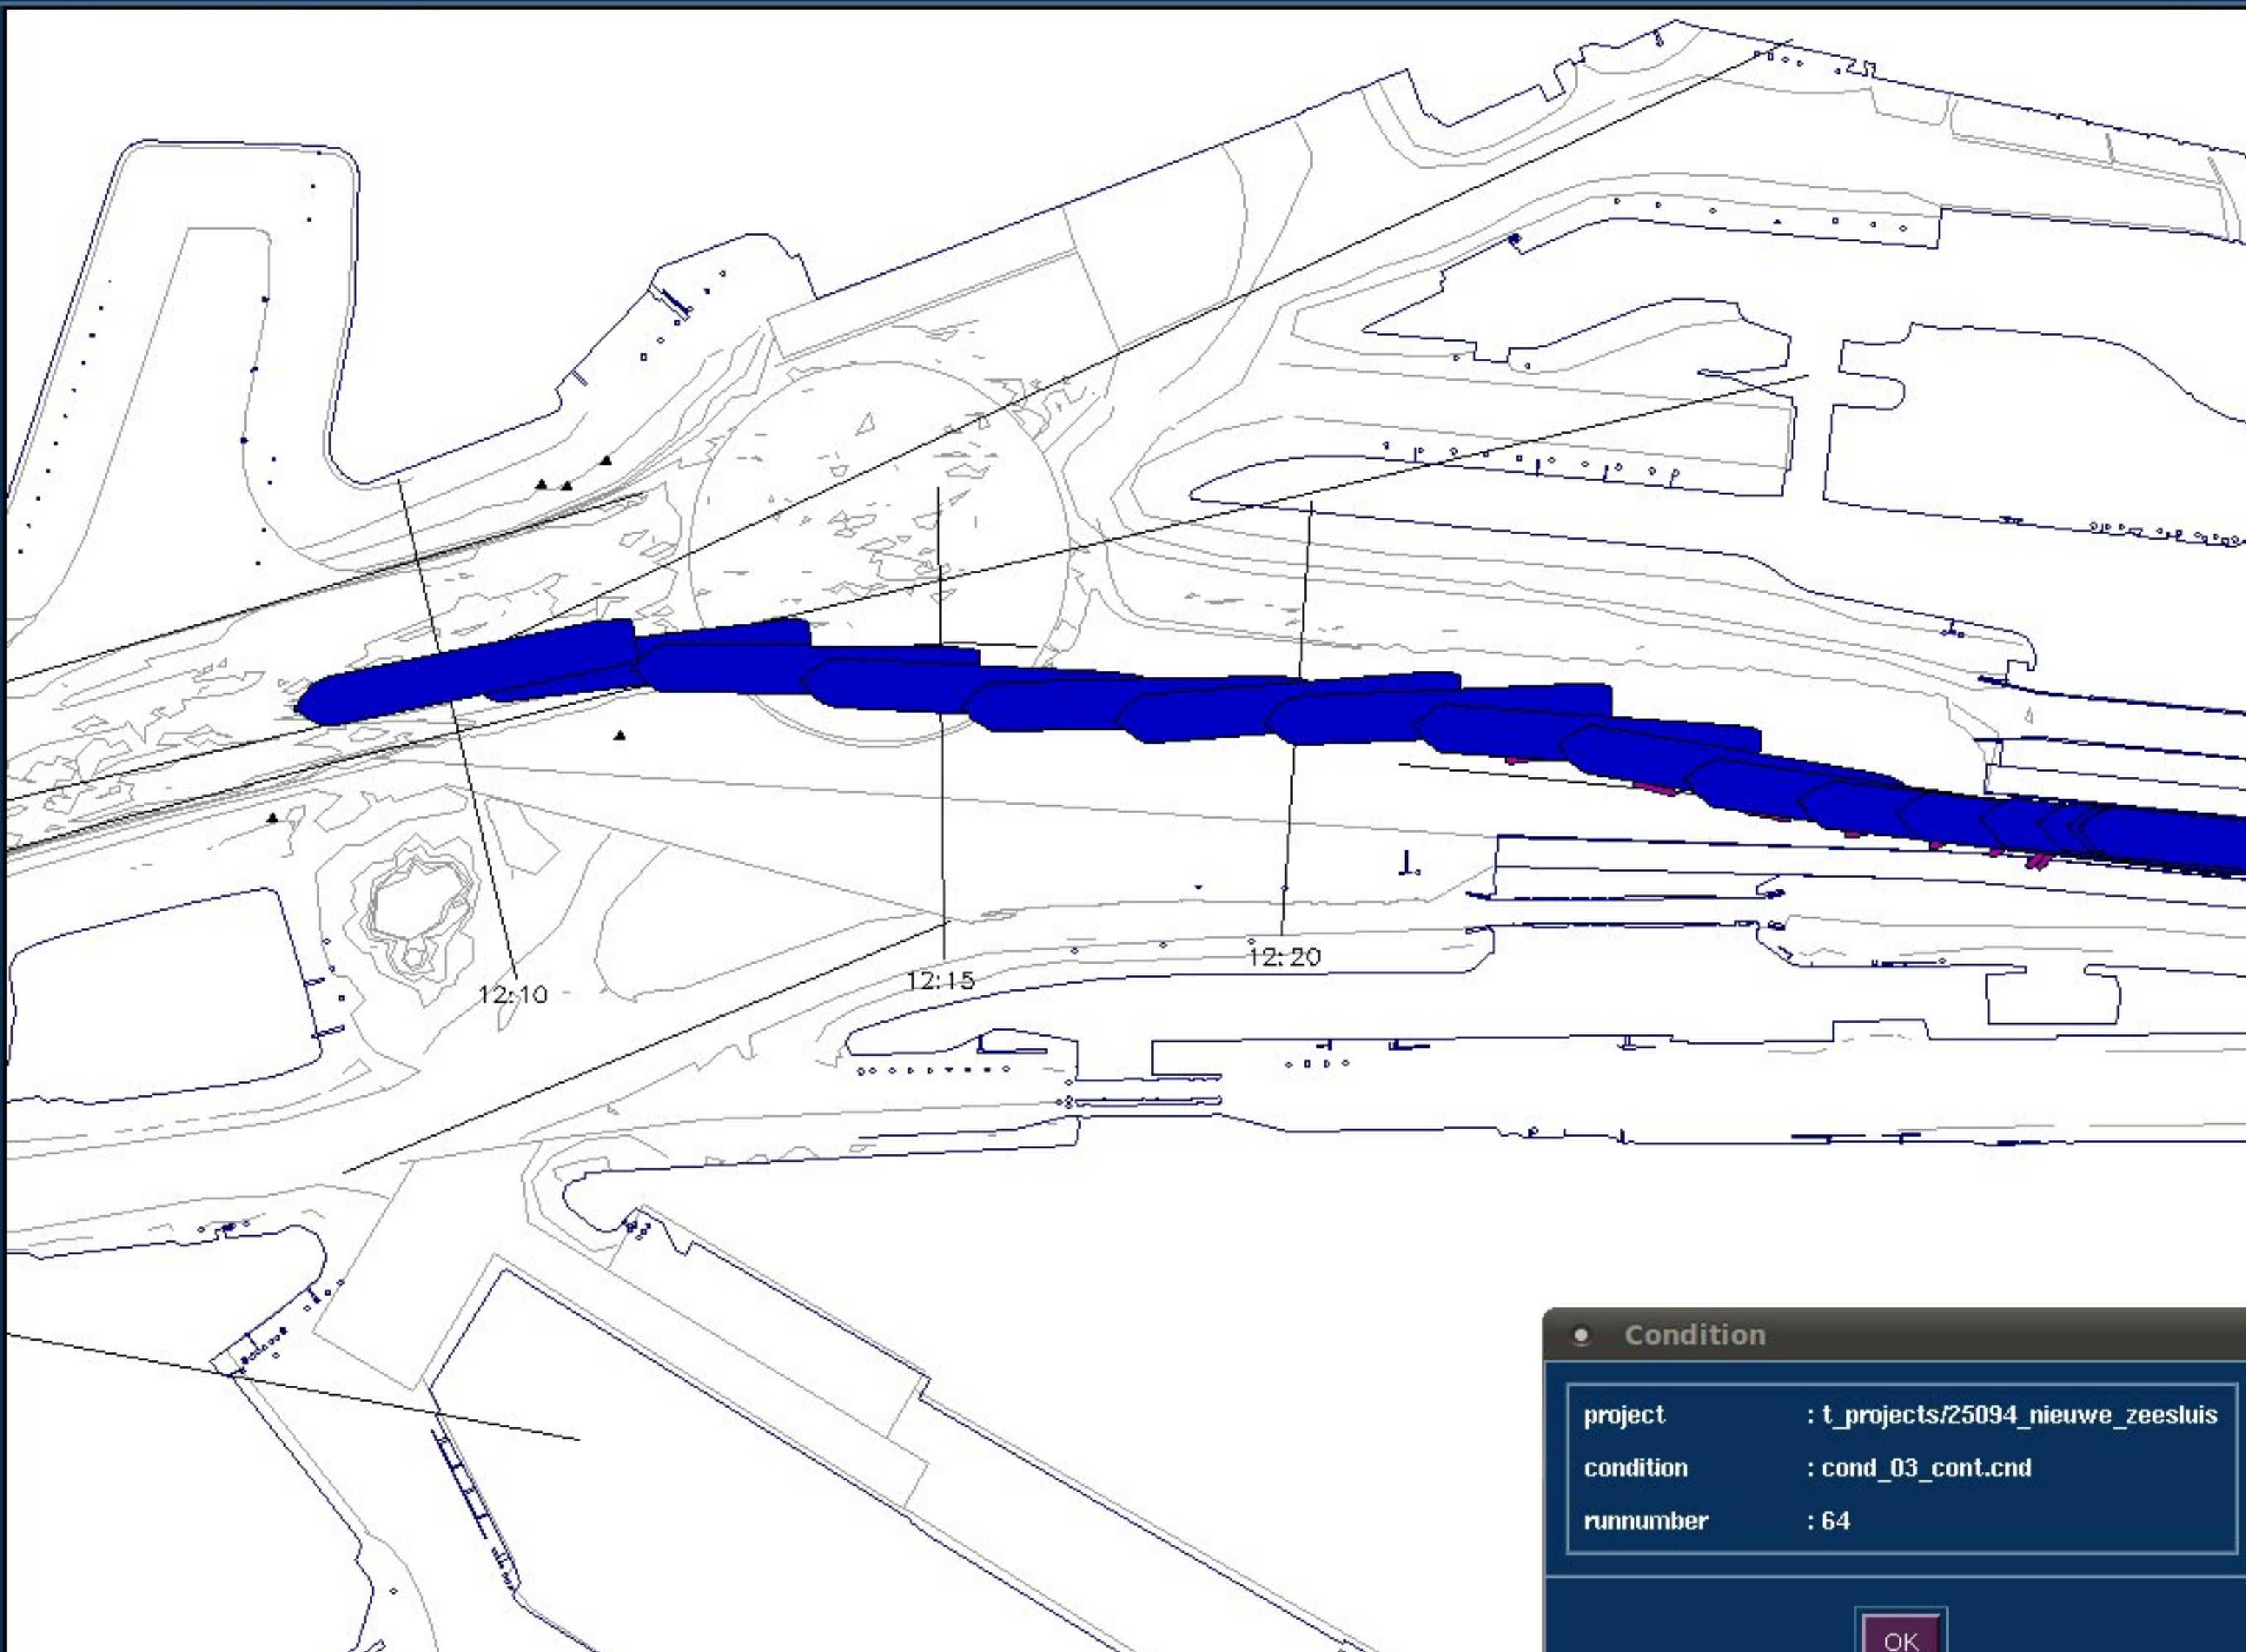 12:10
12:15
12:20
Condition
project : t_projects/25094_nieuwe_zeesluis
condition : cond_03_cont.cnd
runnumber : 64
OK